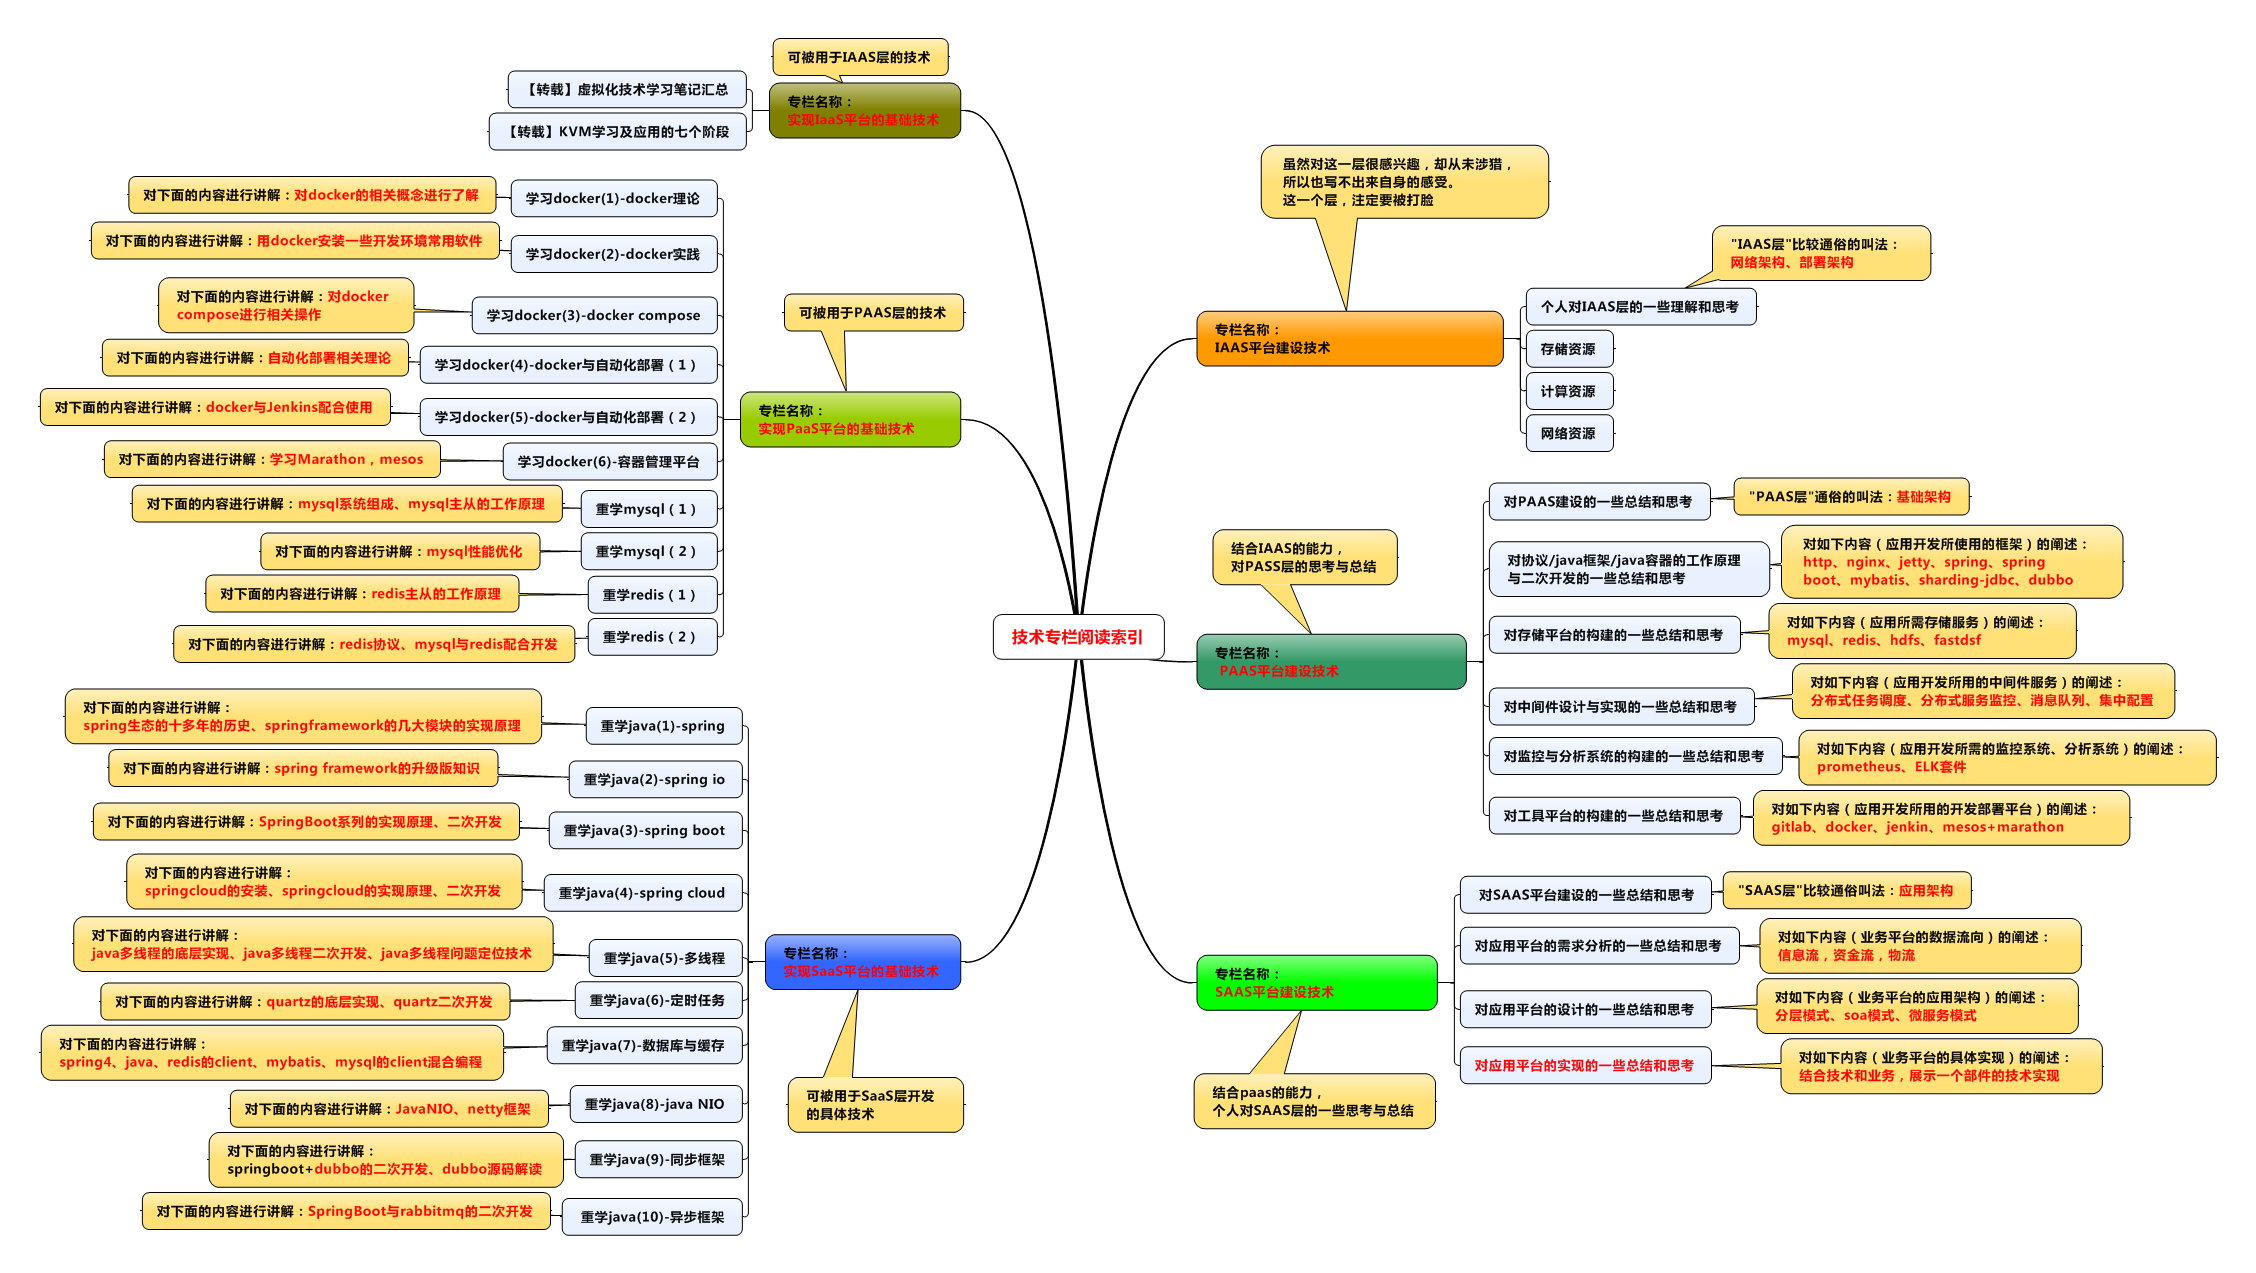 技术专栏阅读索引
可被用于IAAS层的技术
专栏名称：
实现IaaS平台的基础技术
【转载】虚拟化技术学习笔记汇总
【转载】KVM学习及应用的七个阶段
可被用于PAAS层的技术
专栏名称：
实现PaaS平台的基础技术
学习docker(1)-docker理论
对下面的内容进行讲解：对docker的相关概念进行了解
学习docker(2)-docker实践
对下面的内容进行讲解：用docker安装一些开发环境常用软件
学习docker(3)-docker compose
对下面的内容进行讲解：对docker
compose进行相关操作
学习docker(4)-docker与自动化部署（1）
对下面的内容进行讲解：自动化部署相关理论
学习docker(5)-docker与自动化部署（2）
对下面的内容进行讲解：docker与Jenkins配合使用
学习docker(6)-容器管理平台
对下面的内容进行讲解：学习Marathon，mesos
重学mysql（1）
对下面的内容进行讲解：mysql系统组成、mysql主从的工作原理
重学mysql（2）
对下面的内容进行讲解：mysql性能优化
重学redis（1）
对下面的内容进行讲解：redis主从的工作原理
重学redis（2）
对下面的内容进行讲解：redis协议、mysql与redis配合开发
专栏名称：
实现SaaS平台的基础技术
可被用于SaaS层开发
的具体技术
重学java(1)-spring
对下面的内容进行讲解：
spring生态的十多年的历史、springframework的几大模块的实现原理
重学java(2)-spring io
对下面的内容进行讲解：spring framework的升级版知识
重学java(3)-spring boot
对下面的内容进行讲解：SpringBoot系列的实现原理、二次开发
重学java(4)-spring cloud
对下面的内容进行讲解：
springcloud的安装、springcloud的实现原理、二次开发
重学java(5)-多线程
对下面的内容进行讲解：
java多线程的底层实现、java多线程二次开发、java多线程问题定位技术
重学java(6)-定时任务
对下面的内容进行讲解：quartz的底层实现、quartz二次开发
重学java(7)-数据库与缓存
对下面的内容进行讲解：
spring4、java、redis的client、mybatis、mysql的client混合编程
重学java(8)-java NIO
对下面的内容进行讲解：JavaNIO、netty框架
重学java(9)-同步框架
对下面的内容进行讲解：
springboot+dubbo的二次开发、dubbo源码解读
重学java(10)-异步框架
对下面的内容进行讲解：SpringBoot与rabbitmq的二次开发
虽然对这一层很感兴趣，却从未涉猎，
所以也写不出来自身的感受。
这一个层，注定要被打脸
专栏名称：
IAAS平台建设技术
个人对IAAS层的一些理解和思考
"IAAS层"比较通俗的叫法：
网络架构、部署架构
存储资源
计算资源
网络资源
结合IAAS的能力，
对PASS层的思考与总结
专栏名称：
PAAS平台建设技术
对PAAS建设的一些总结和思考
"PAAS层"通俗的叫法：基础架构
对协议/java框架/java容器的工作原理
与二次开发的一些总结和思考
对如下内容（应用开发所使用的框架）的阐述：
http、nginx、jetty、spring、spring
boot、mybatis、sharding-jdbc、dubbo
对存储平台的构建的一些总结和思考
对如下内容（应用所需存储服务）的阐述：
mysql、redis、hdfs、fastdsf
对中间件设计与实现的一些总结和思考
对如下内容（应用开发所用的中间件服务）的阐述：
分布式任务调度、分布式服务监控、消息队列、集中配置
对监控与分析系统的构建的一些总结和思考
对如下内容（应用开发所需的监控系统、分析系统）的阐述：
prometheus、ELK套件
对工具平台的构建的一些总结和思考
对如下内容（应用开发所用的开发部署平台）的阐述：
gitlab、docker、jenkin、mesos+marathon
专栏名称：
SAAS平台建设技术
结合paas的能力，
个人对SAAS层的一些思考与总结
对SAAS平台建设的一些总结和思考
"SAAS层"比较通俗叫法：应用架构
对应用平台的需求分析的一些总结和思考
对如下内容（业务平台的数据流向）的阐述：
信息流，资金流，物流
对应用平台的设计的一些总结和思考
对如下内容（业务平台的应用架构）的阐述：
分层模式、soa模式、微服务模式
对应用平台的实现的一些总结和思考
对如下内容（业务平台的具体实现）的阐述：
结合技术和业务，展示一个部件的技术实现